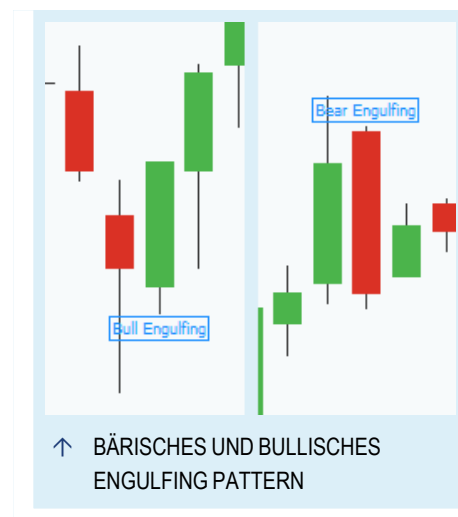 Bear Engulfing
Bull Engulfing
↑ BÄRISCHES UND BULLISCHES
ENGULFING PATTERN